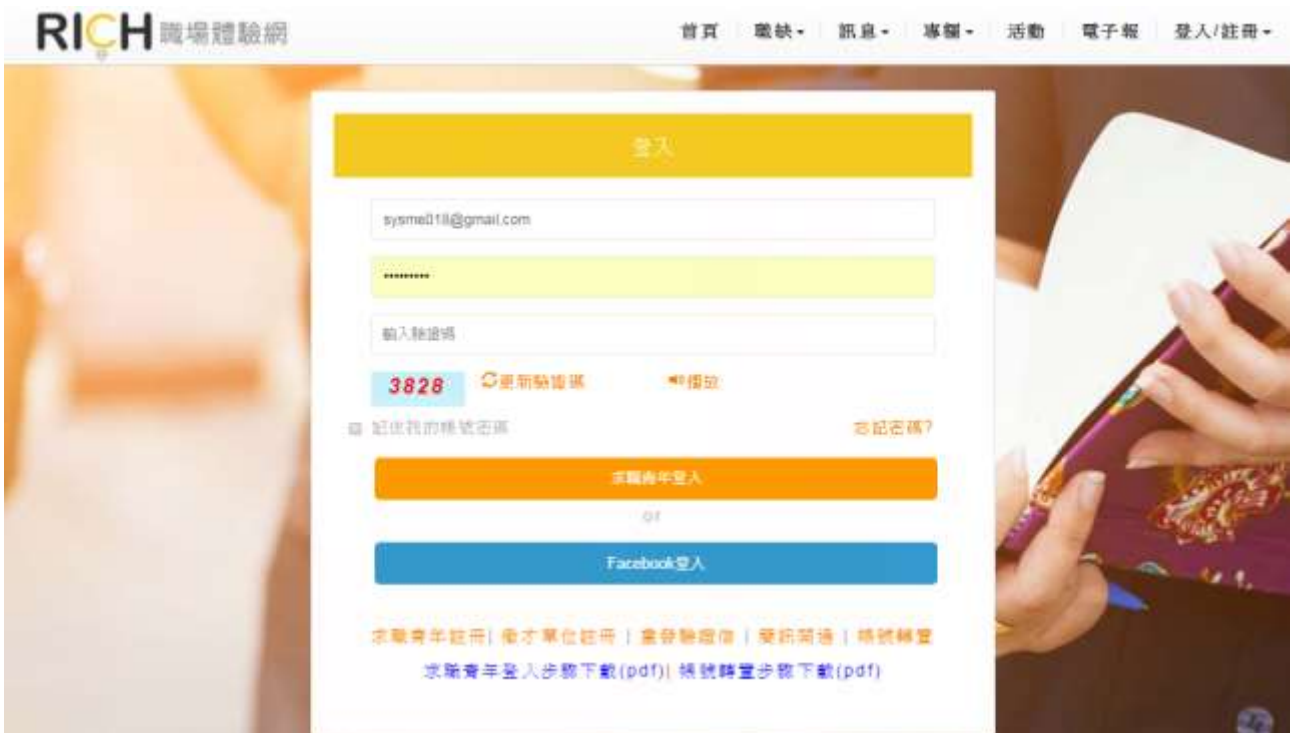 RICH 職場體驗網
首頁 職缺 訊息 專欄 活動 電子報 登入/註冊
登入
sysme018@gmail.com
輸入驗證碼
3828 更新驗證碼 播放
記住我的帳號密碼 忘記密碼?
求職青年登入
or
Facebook登入
求職青年註冊| 徵才單位註冊 | 重發驗證信 | 簡訊開通 | 帳號轉置
求職青年登入步驟下載(pdf)| 帳號轉置步驟下載(pdf)